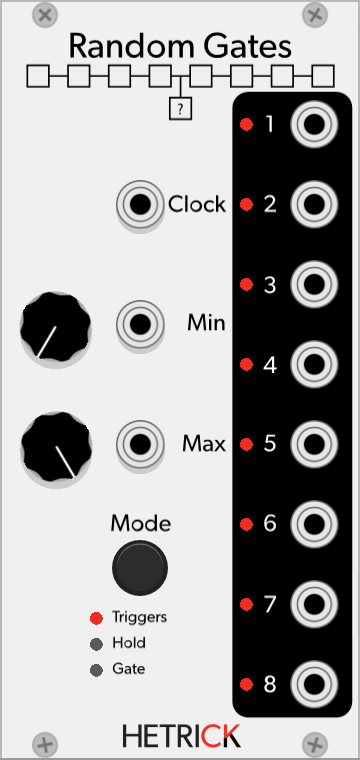 Random Gates
?
1
Clock 2
3
Min
4
Max 5
Mode 6
Triggers 7
Hold
Gate
8
HETRICK